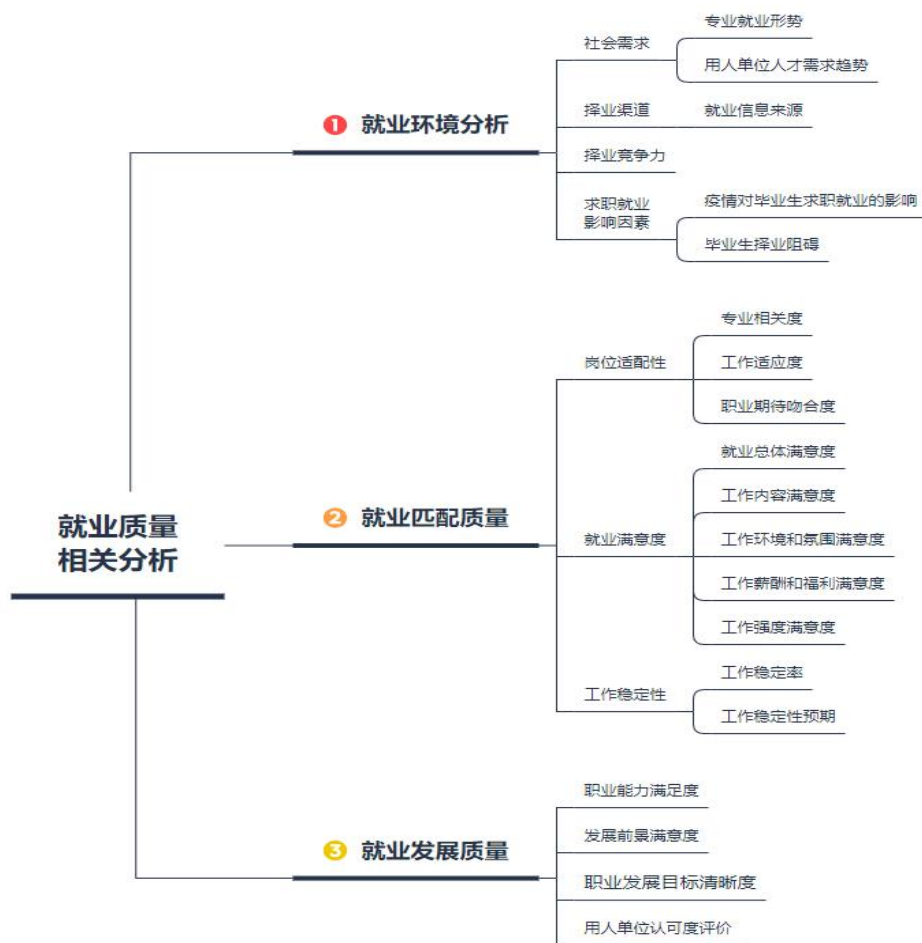 就业质量
相关分析
1 就业环境分析
社会需求
专业就业形势
用人单位人才需求趋势
择业渠道
就业信息来源
择业竞争力
求职就业
影响因素
疫情对毕业生求职就业的影响
毕业生择业阻碍
2 就业匹配质量
岗位适配性
专业相关度
工作适应度
职业期待吻合度
就业满意度
就业总体满意度
工作内容满意度
工作环境和氛围满意度
工作薪酬和福利满意度
工作强度满意度
工作稳定性
工作稳定率
工作稳定性预期
3 就业发展质量
职业能力满足度
发展前景满意度
职业发展目标清晰度
用人单位认可度评价